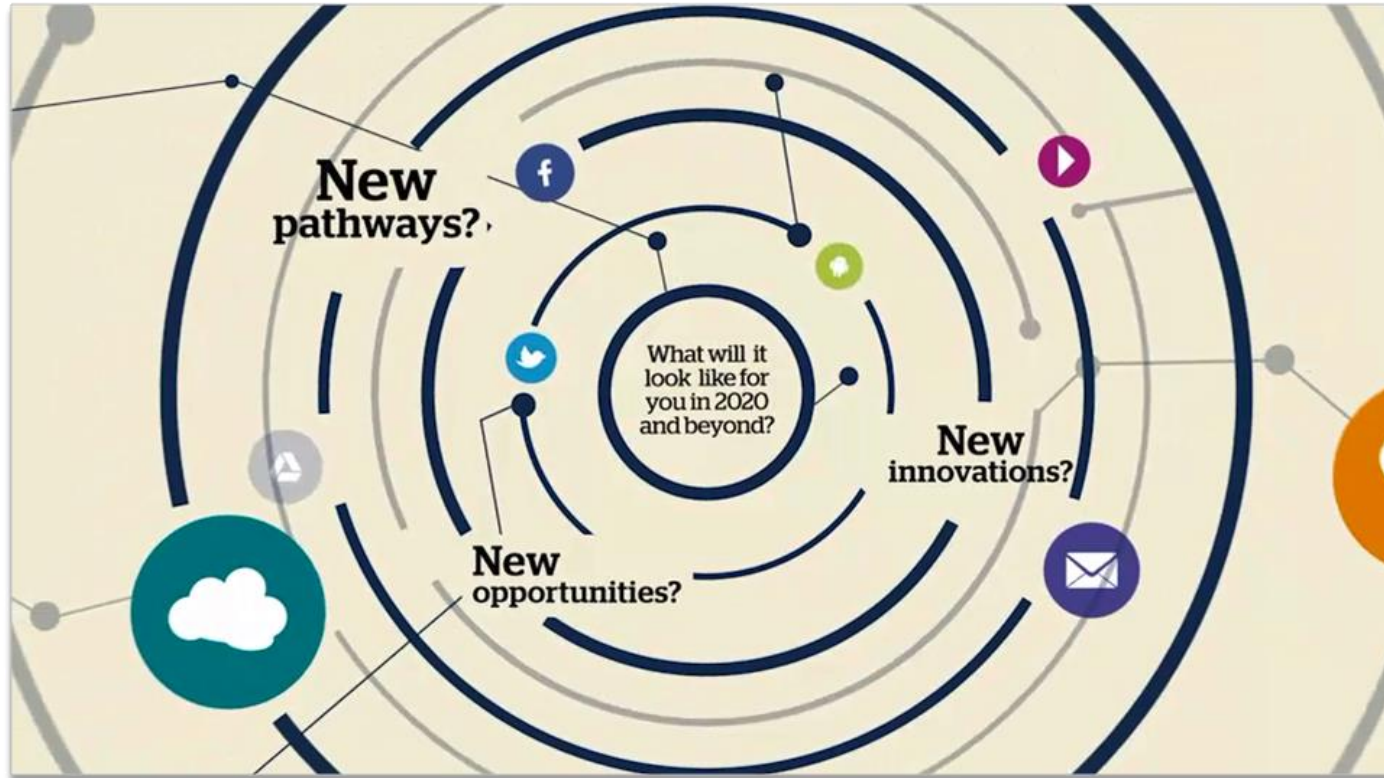 New
pathways?
What will it
look like for
you in 2020
and beyond?
New
innovations?
New
opportunities?